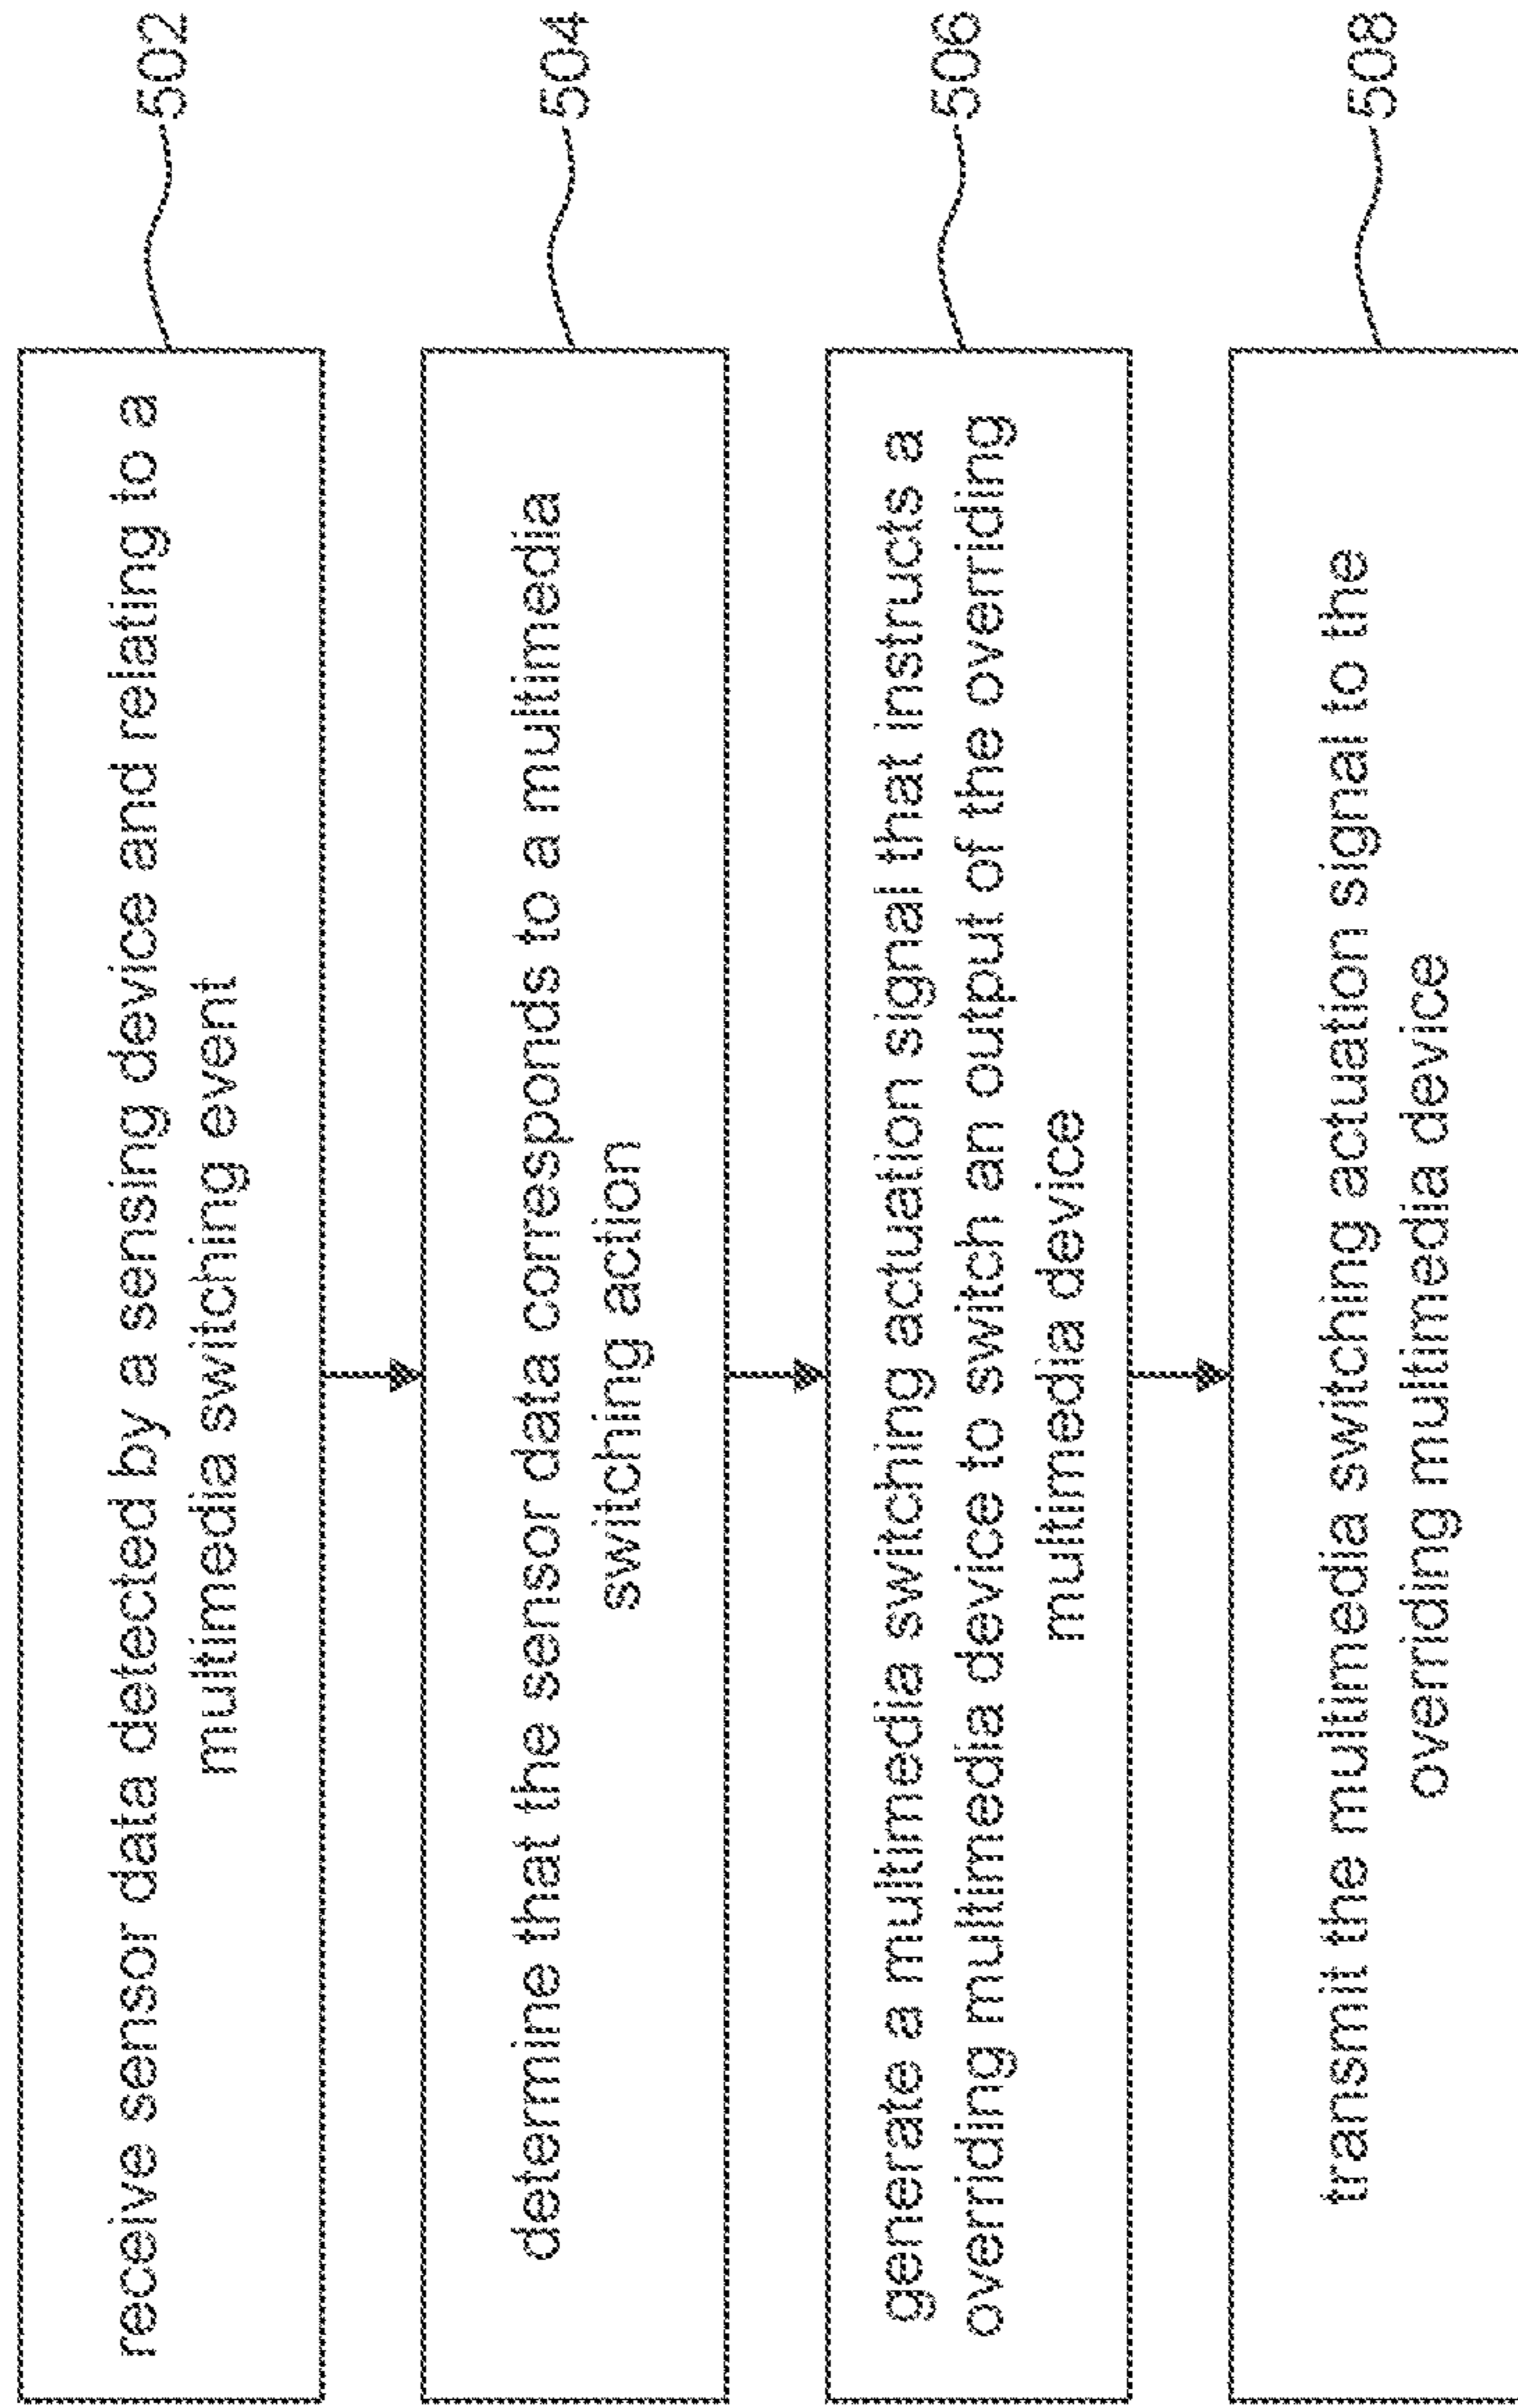 receive sensor data detected by a sensing device and relating to a
multimedia switching event
502
determine that the sensor data corresponds to a multimedia
switching action
504
generate a multimedia switching actuation signal that instructs a
overriding multimedia device to switch an output of the overriding
multimedia device
506
transmit the multimedia switching actuation signal to the
overriding multimedia device
508